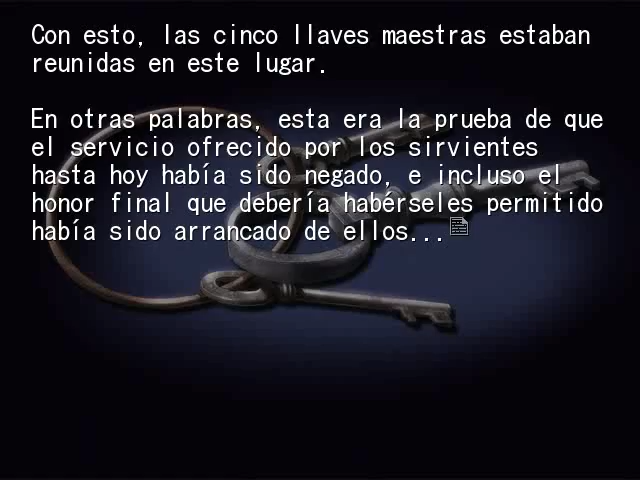 Con esto, las cinco llaves maestras estaban
reunidas en este lugar.
En otras palabras, esta era la prueba de que
el servicio ofrecido por los sirvientes
hasta hoy había sido negado, e incluso el
honor final que debería habérseles permitido
había sido arrancado de ellos...